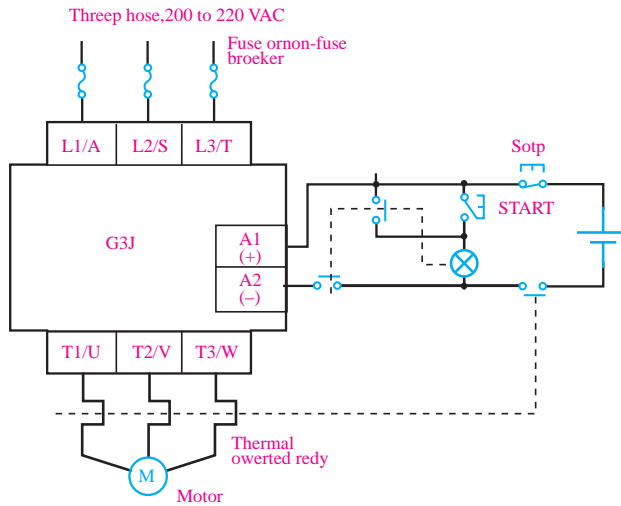 Threep hose,200 to 220 VAC
Fuse ornon-fuse
broeker
L1/A
L2/S
L3/T
Sotp
START
G3J
A1
(+)
A2
(–)
T1/U
T2/V
T3/W
Thermal
owerted redy
M
Motor